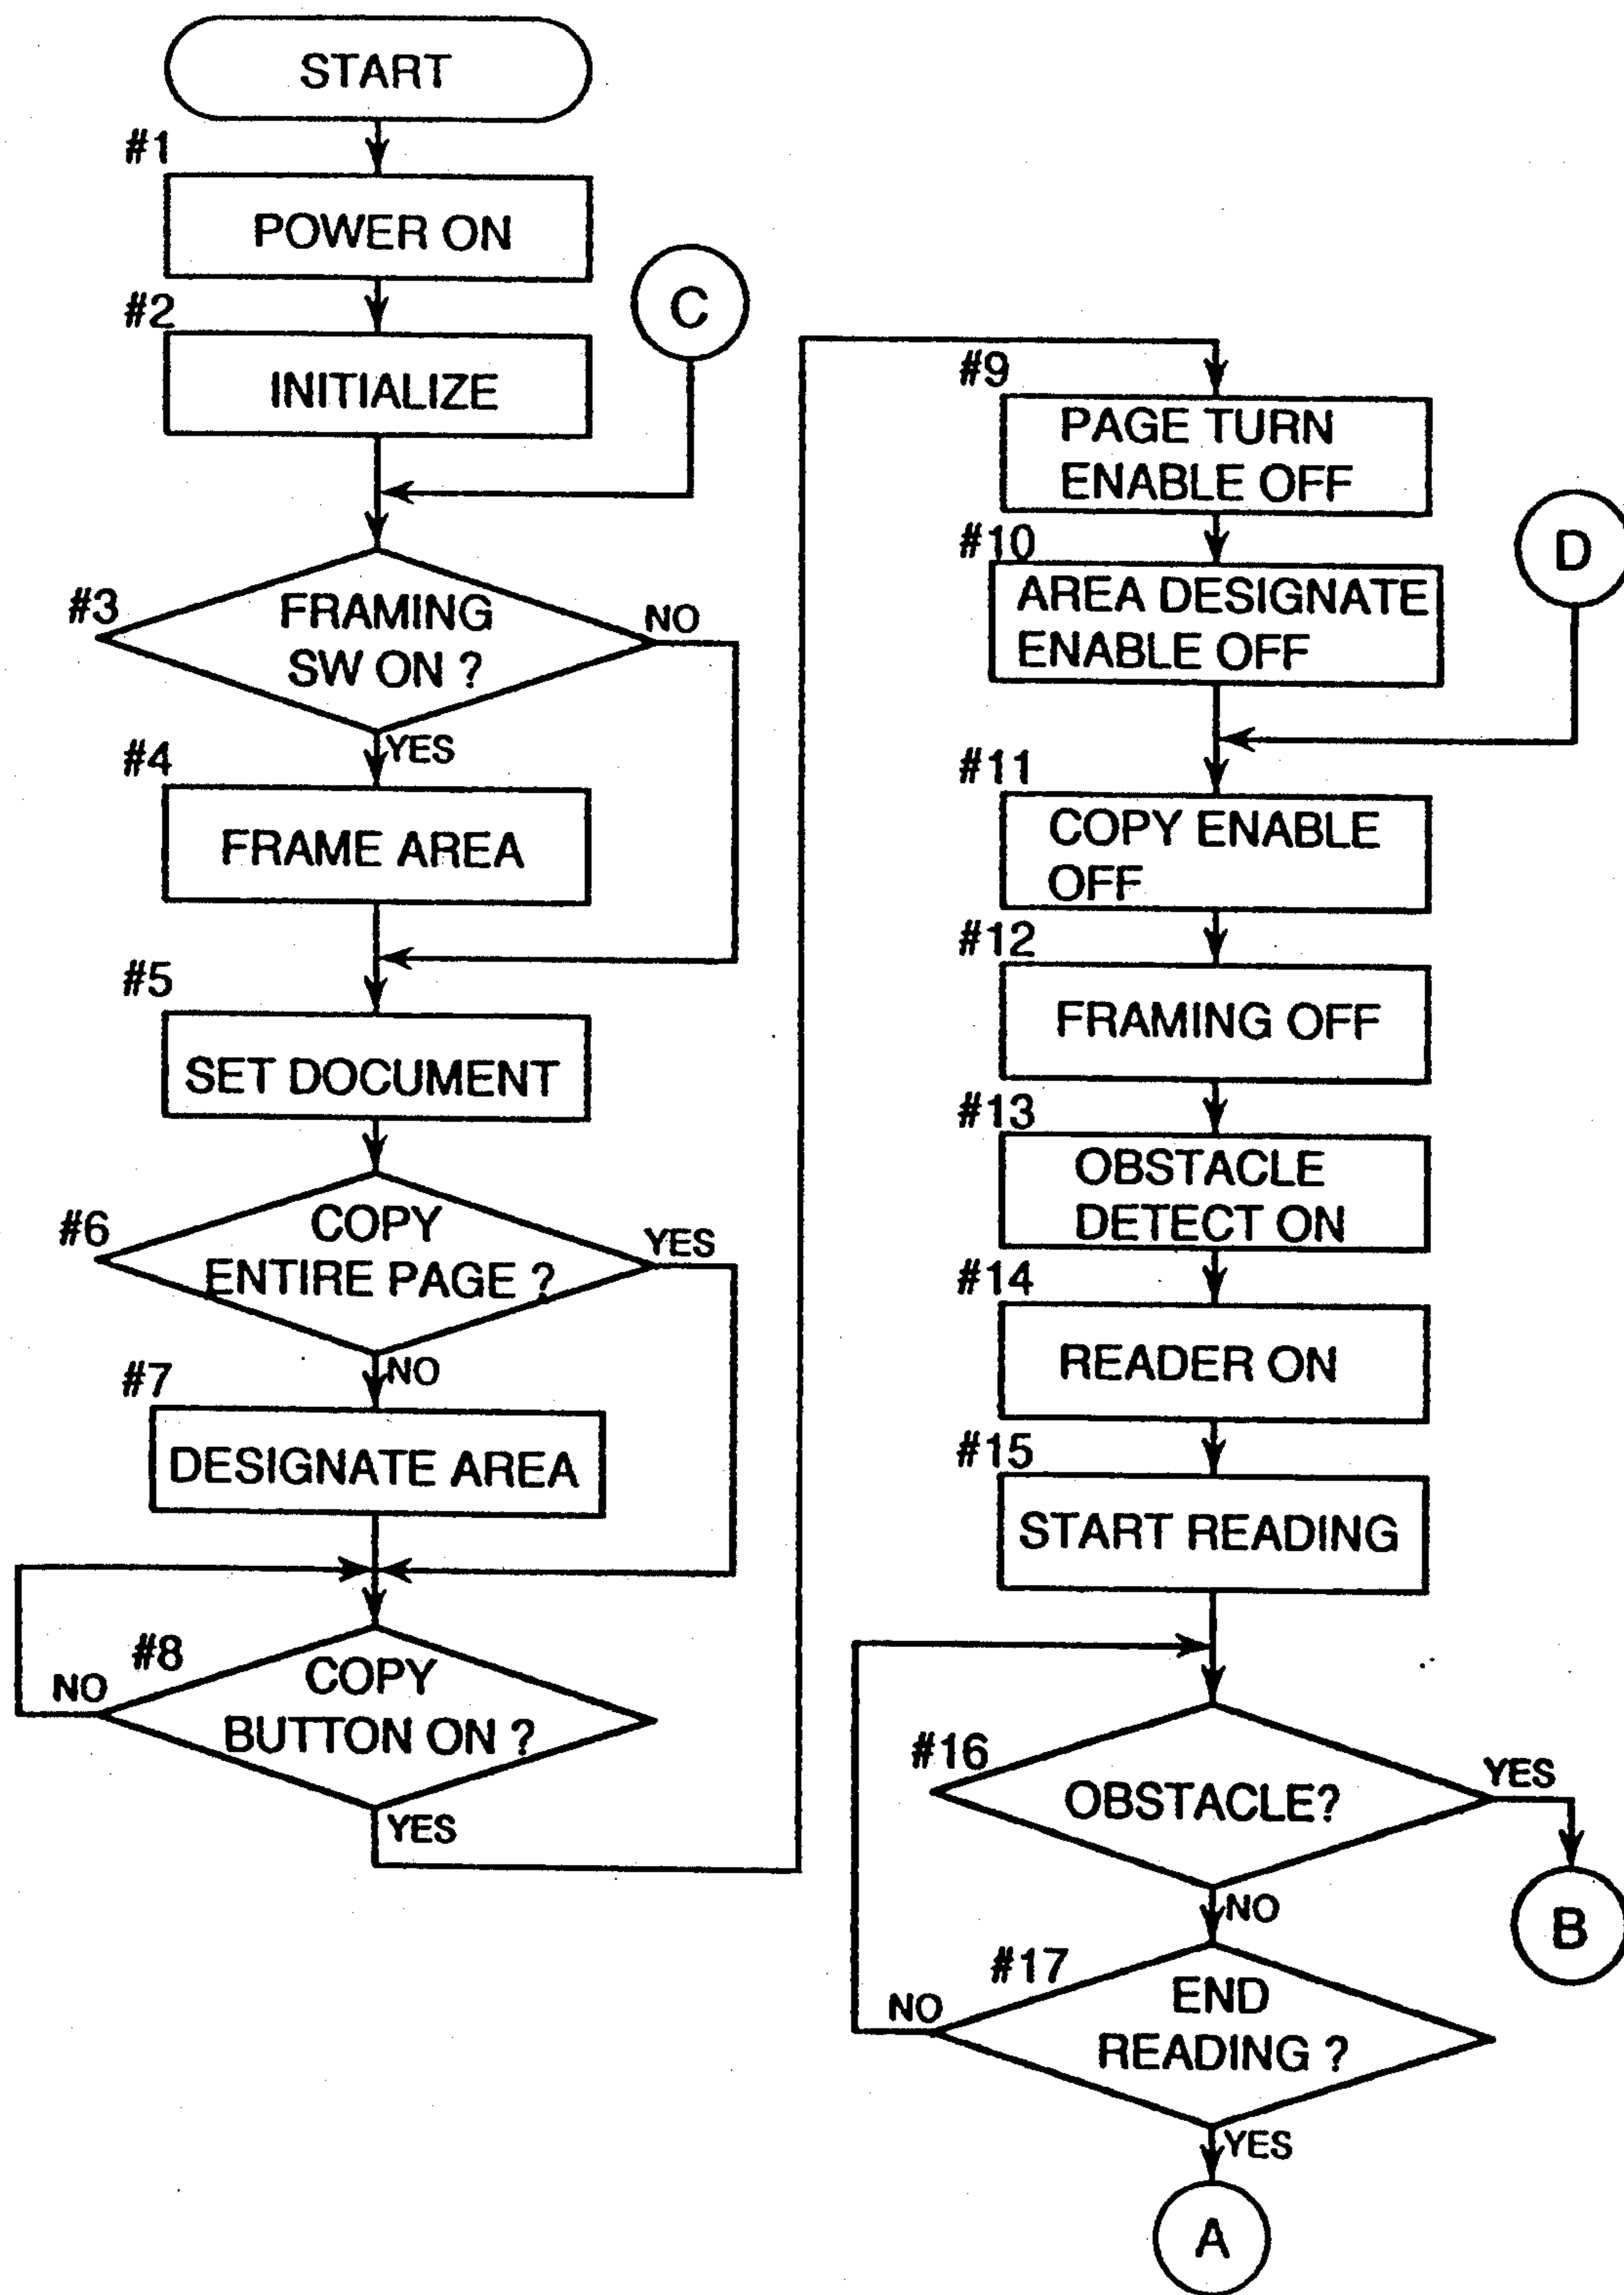 START
#1
POWER ON
#2
INITIALIZE
C
#3
FRAMING
SW ON ?
NO
YES
#4
FRAME AREA
#5
SET DOCUMENT
#6
COPY
ENTIRE PAGE ?
YES
NO
#7
DESIGNATE AREA
#8
COPY
BUTTON ON ?
NO
YES
#9
PAGE TURN
ENABLE OFF
#10
AREA DESIGNATE
ENABLE OFF
D
#11
COPY ENABLE
OFF
#12
FRAMING OFF
#13
OBSTACLE
DETECT ON
#14
READER ON
#15
START READING
#16
OBSTACLE?
YES
B
NO
#17
END
READING ?
NO
YES
A